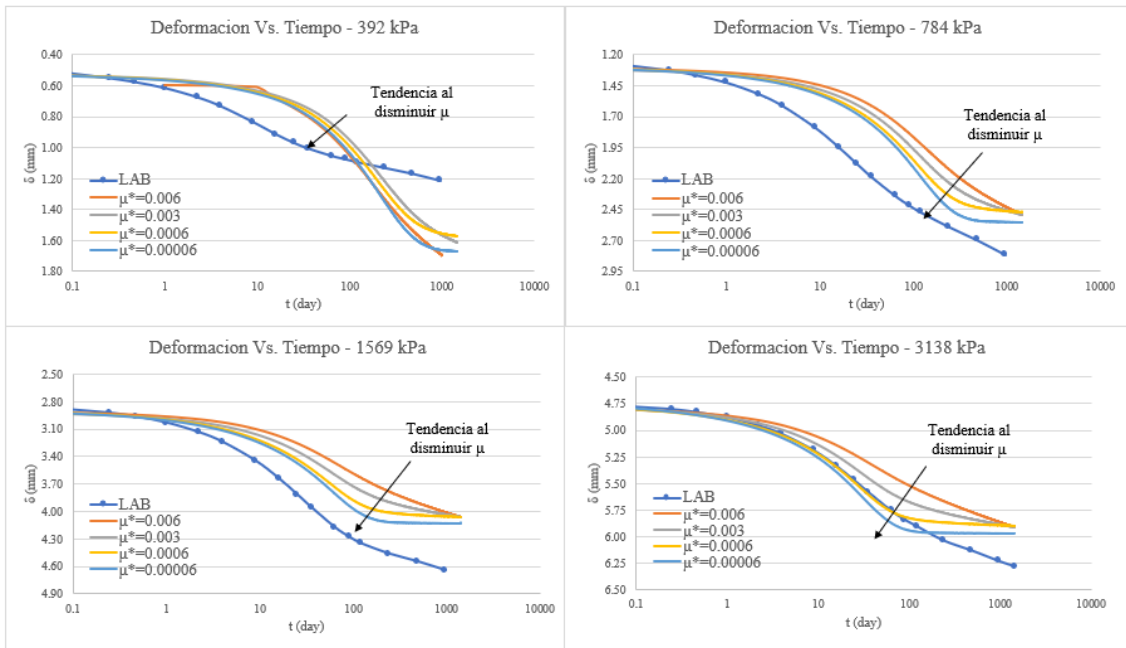 Deformacion Vs. Tiempo - 392 kPa
0.40
0.60
0.80
1.00
1.20
1.40
1.60
1.80
δ (mm)
0.1
1
10
100
1000
10000
t (day)
LAB
μ*=0.006
μ*=0.003
μ*=0.0006
μ*=0.00006
Tendencia al
disminuir μ
Deformacion Vs. Tiempo - 784 kPa
1.20
1.45
1.70
1.95
2.20
2.45
2.70
2.95
δ (mm)
0.1
1
10
100
1000
10000
t (day)
LAB
μ*=0.006
μ*=0.003
μ*=0.0006
μ*=0.00006
Tendencia al
disminuir μ
Deformacion Vs. Tiempo - 1569 kPa
2.50
2.80
3.10
3.40
3.70
4.00
4.30
4.60
4.90
δ (mm)
0.1
1
10
100
1000
10000
t (day)
LAB
μ*=0.006
μ*=0.003
μ*=0.0006
μ*=0.00006
Tendencia al
disminuir μ
Deformacion Vs. Tiempo - 3138 kPa
4.50
4.75
5.00
5.25
5.50
5.75
6.00
6.25
6.50
δ (mm)
0.1
1
10
100
1000
10000
t (day)
LAB
μ*=0.006
μ*=0.003
μ*=0.0006
μ*=0.00006
Tendencia al
disminuir μ